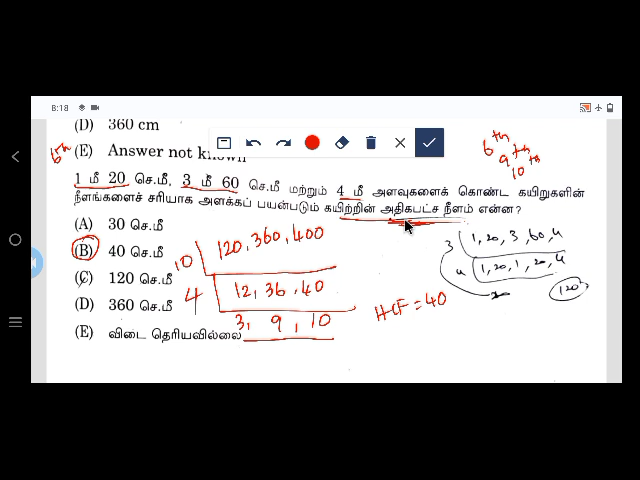 8:18
(D) 360 cm
6th
(E) Answer not known
6th
9th
10th
1 மீ 20 செ.மீ, 3 மீ 60 செ.மீ மற்றும் 4 மீ அளவுகளைக் கொண்ட கயிறுகளின்
நீளங்களைச் சரியாக அளக்கப் பயன்படும் கயிற்றின் அதிகபட்ச நீளம் என்ன?
(A) 30 செ.மீ
(B) 40 செ.மீ
(C) 120 செ.மீ
(D) 360 செ.மீ
(E) விடை தெரியவில்லை
10 120, 360, 400
4 12, 36, 40
3, 9, 10
HCF = 40
3 1, 20, 3, 60, 4
4 1, 20, 1, 20, 4
120